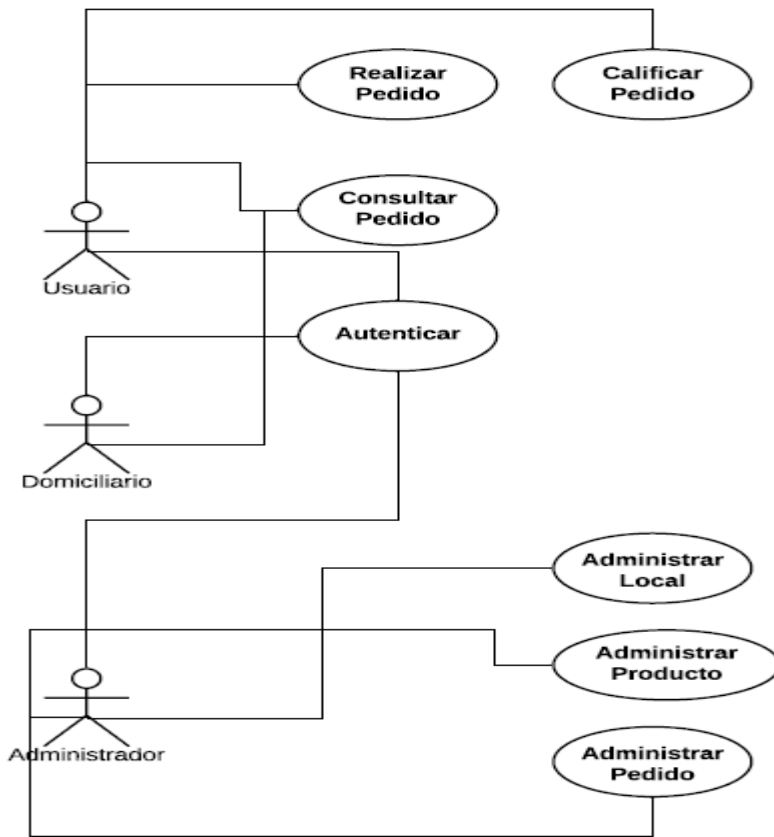 Realizar
Pedido
Calificar
Pedido
Consultar
Pedido
Usuario
Autenticar
Domiciliario
Administrar
Local
Administrar
Producto
Administrador
Administrar
Pedido